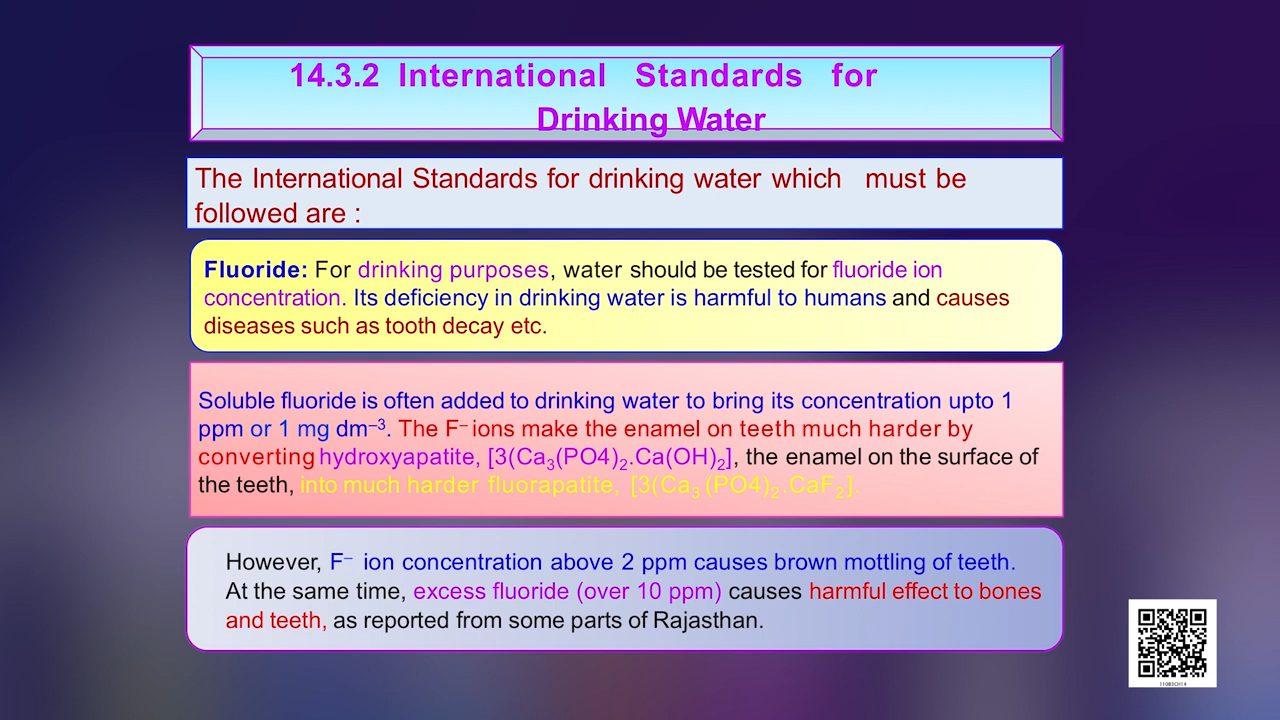 14.3.2 International Standards for
Drinking Water
The International Standards for drinking water which must be
followed are :
Fluoride: For drinking purposes, water should be tested for fluoride ion
concentration. Its deficiency in drinking water is harmful to humans and causes
diseases such as tooth decay etc.
Soluble fluoride is often added to drinking water to bring its concentration upto 1
ppm or 1 mg dm⁻³. The F⁻ ions make the enamel on teeth much harder by
converting hydroxyapatite, [3(Ca₃(PO4)₂.Ca(OH)₂], the enamel on the surface of
the teeth, into much harder fluorapatite, [3(Ca₃ (PO4)₂.CaF₂].
However, F⁻ ion concentration above 2 ppm causes brown mottling of teeth.
At the same time, excess fluoride (over 10 ppm) causes harmful effect to bones
and teeth, as reported from some parts of Rajasthan.